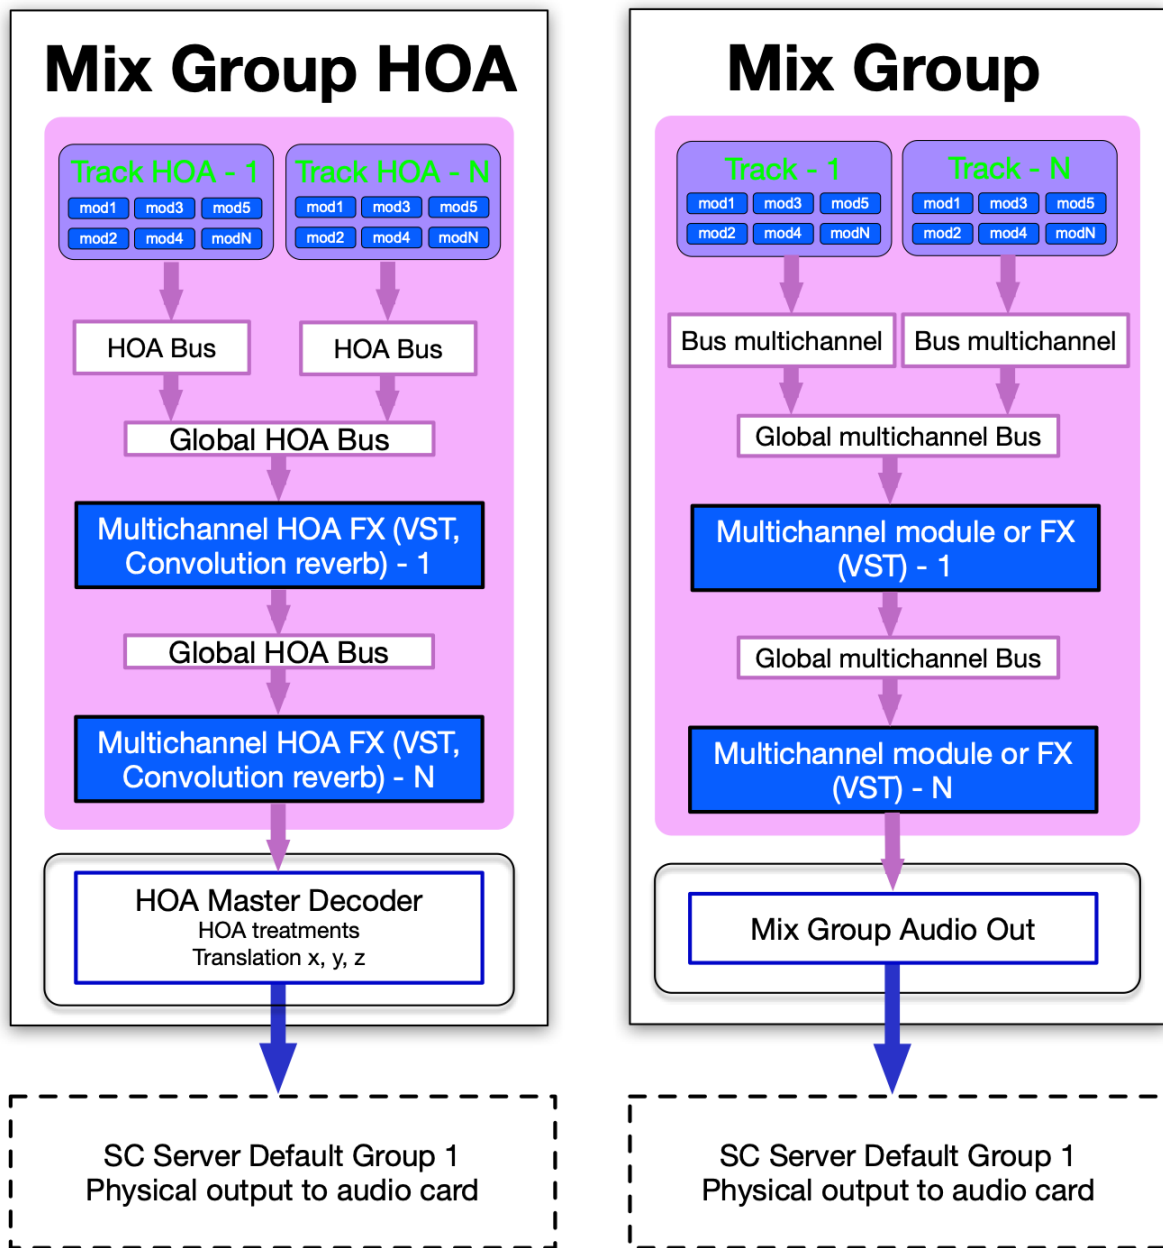 Mix Group HOA
Track HOA - 1
mod1 mod3 mod5
mod2 mod4 modN
Track HOA - N
mod1 mod3 mod5
mod2 mod4 modN
HOA Bus
HOA Bus
Global HOA Bus
Multichannel HOA FX (VST,
Convolution reverb) - 1
Global HOA Bus
Multichannel HOA FX (VST,
Convolution reverb) - N
HOA Master Decoder
HOA treatments
Translation x, y, z
SC Server Default Group 1
Physical output to audio card
Mix Group
Track - 1
mod1 mod3 mod5
mod2 mod4 modN
Track - N
mod1 mod3 mod5
mod2 mod4 modN
Bus multichannel
Bus multichannel
Global multichannel Bus
Multichannel module or FX
(VST) - 1
Global multichannel Bus
Multichannel module or FX
(VST) - N
Mix Group Audio Out
SC Server Default Group 1
Physical output to audio card